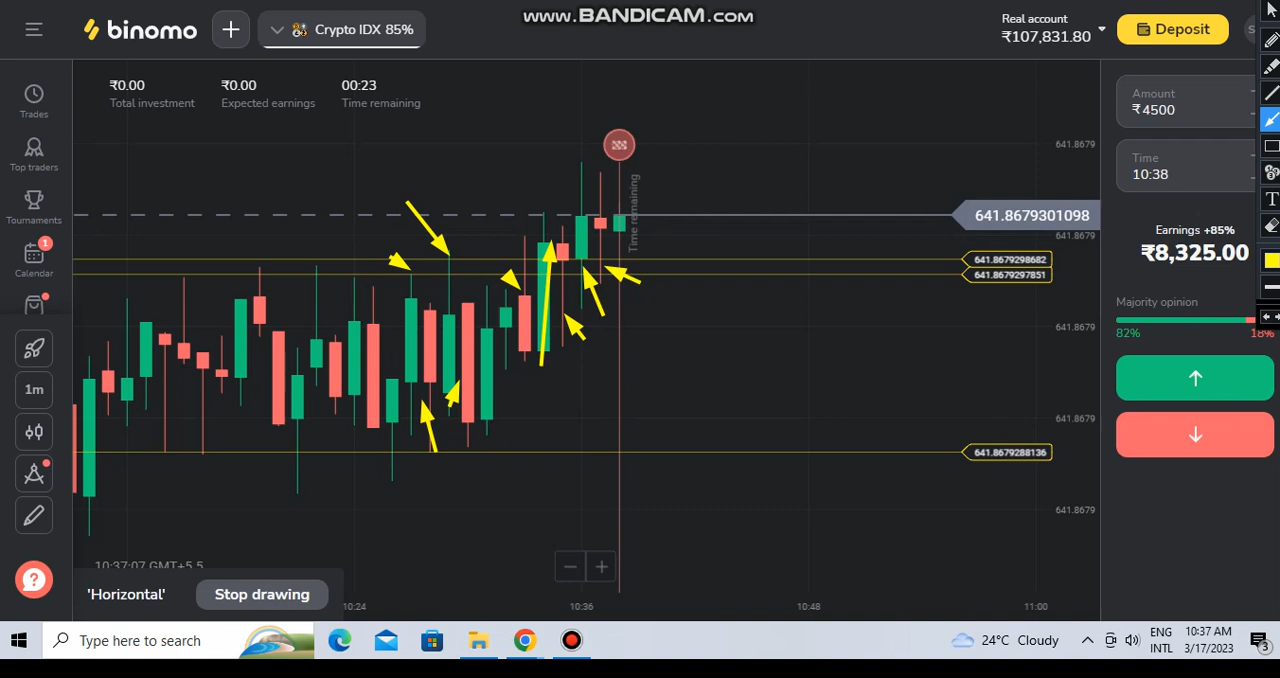 www.BANDICAM.com
binomo
Crypto IDX 85%
Real account
₹107,831.80
Deposit
₹0.00
Total investment
₹0.00
Expected earnings
00:23
Time remaining
Trades
Top traders
Tournaments
1
Calendar
1m
Time remaining
641.8679
641.8679301098
641.8679
641.8679298682
641.8679297851
641.8679
641.8679
641.8679288136
641.8679
Amount
₹4500
Time
10:38
Earnings +85%
₹8,325.00
Majority opinion
82%
18%
10:37:07 GMT+5.5
'Horizontal'
Stop drawing
10:24
10:36
10:48
11:00
Type here to search
24°C Cloudy
ENG
INTL
10:37 AM
3/17/2023
3